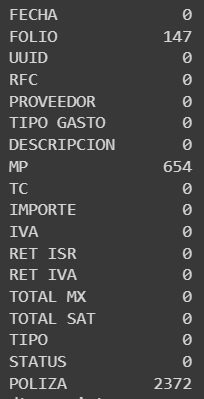 FECHA 0
FOLIO 147
UUID 0
RFC 0
PROVEEDOR 0
TIPO GASTO 0
DESCRIPCION 0
MP 654
TC 0
IMPORTE 0
IVA 0
RET ISR 0
RET IVA 0
TOTAL MX 0
TOTAL SAT 0
TIPO 0
STATUS 0
POLIZA 2372